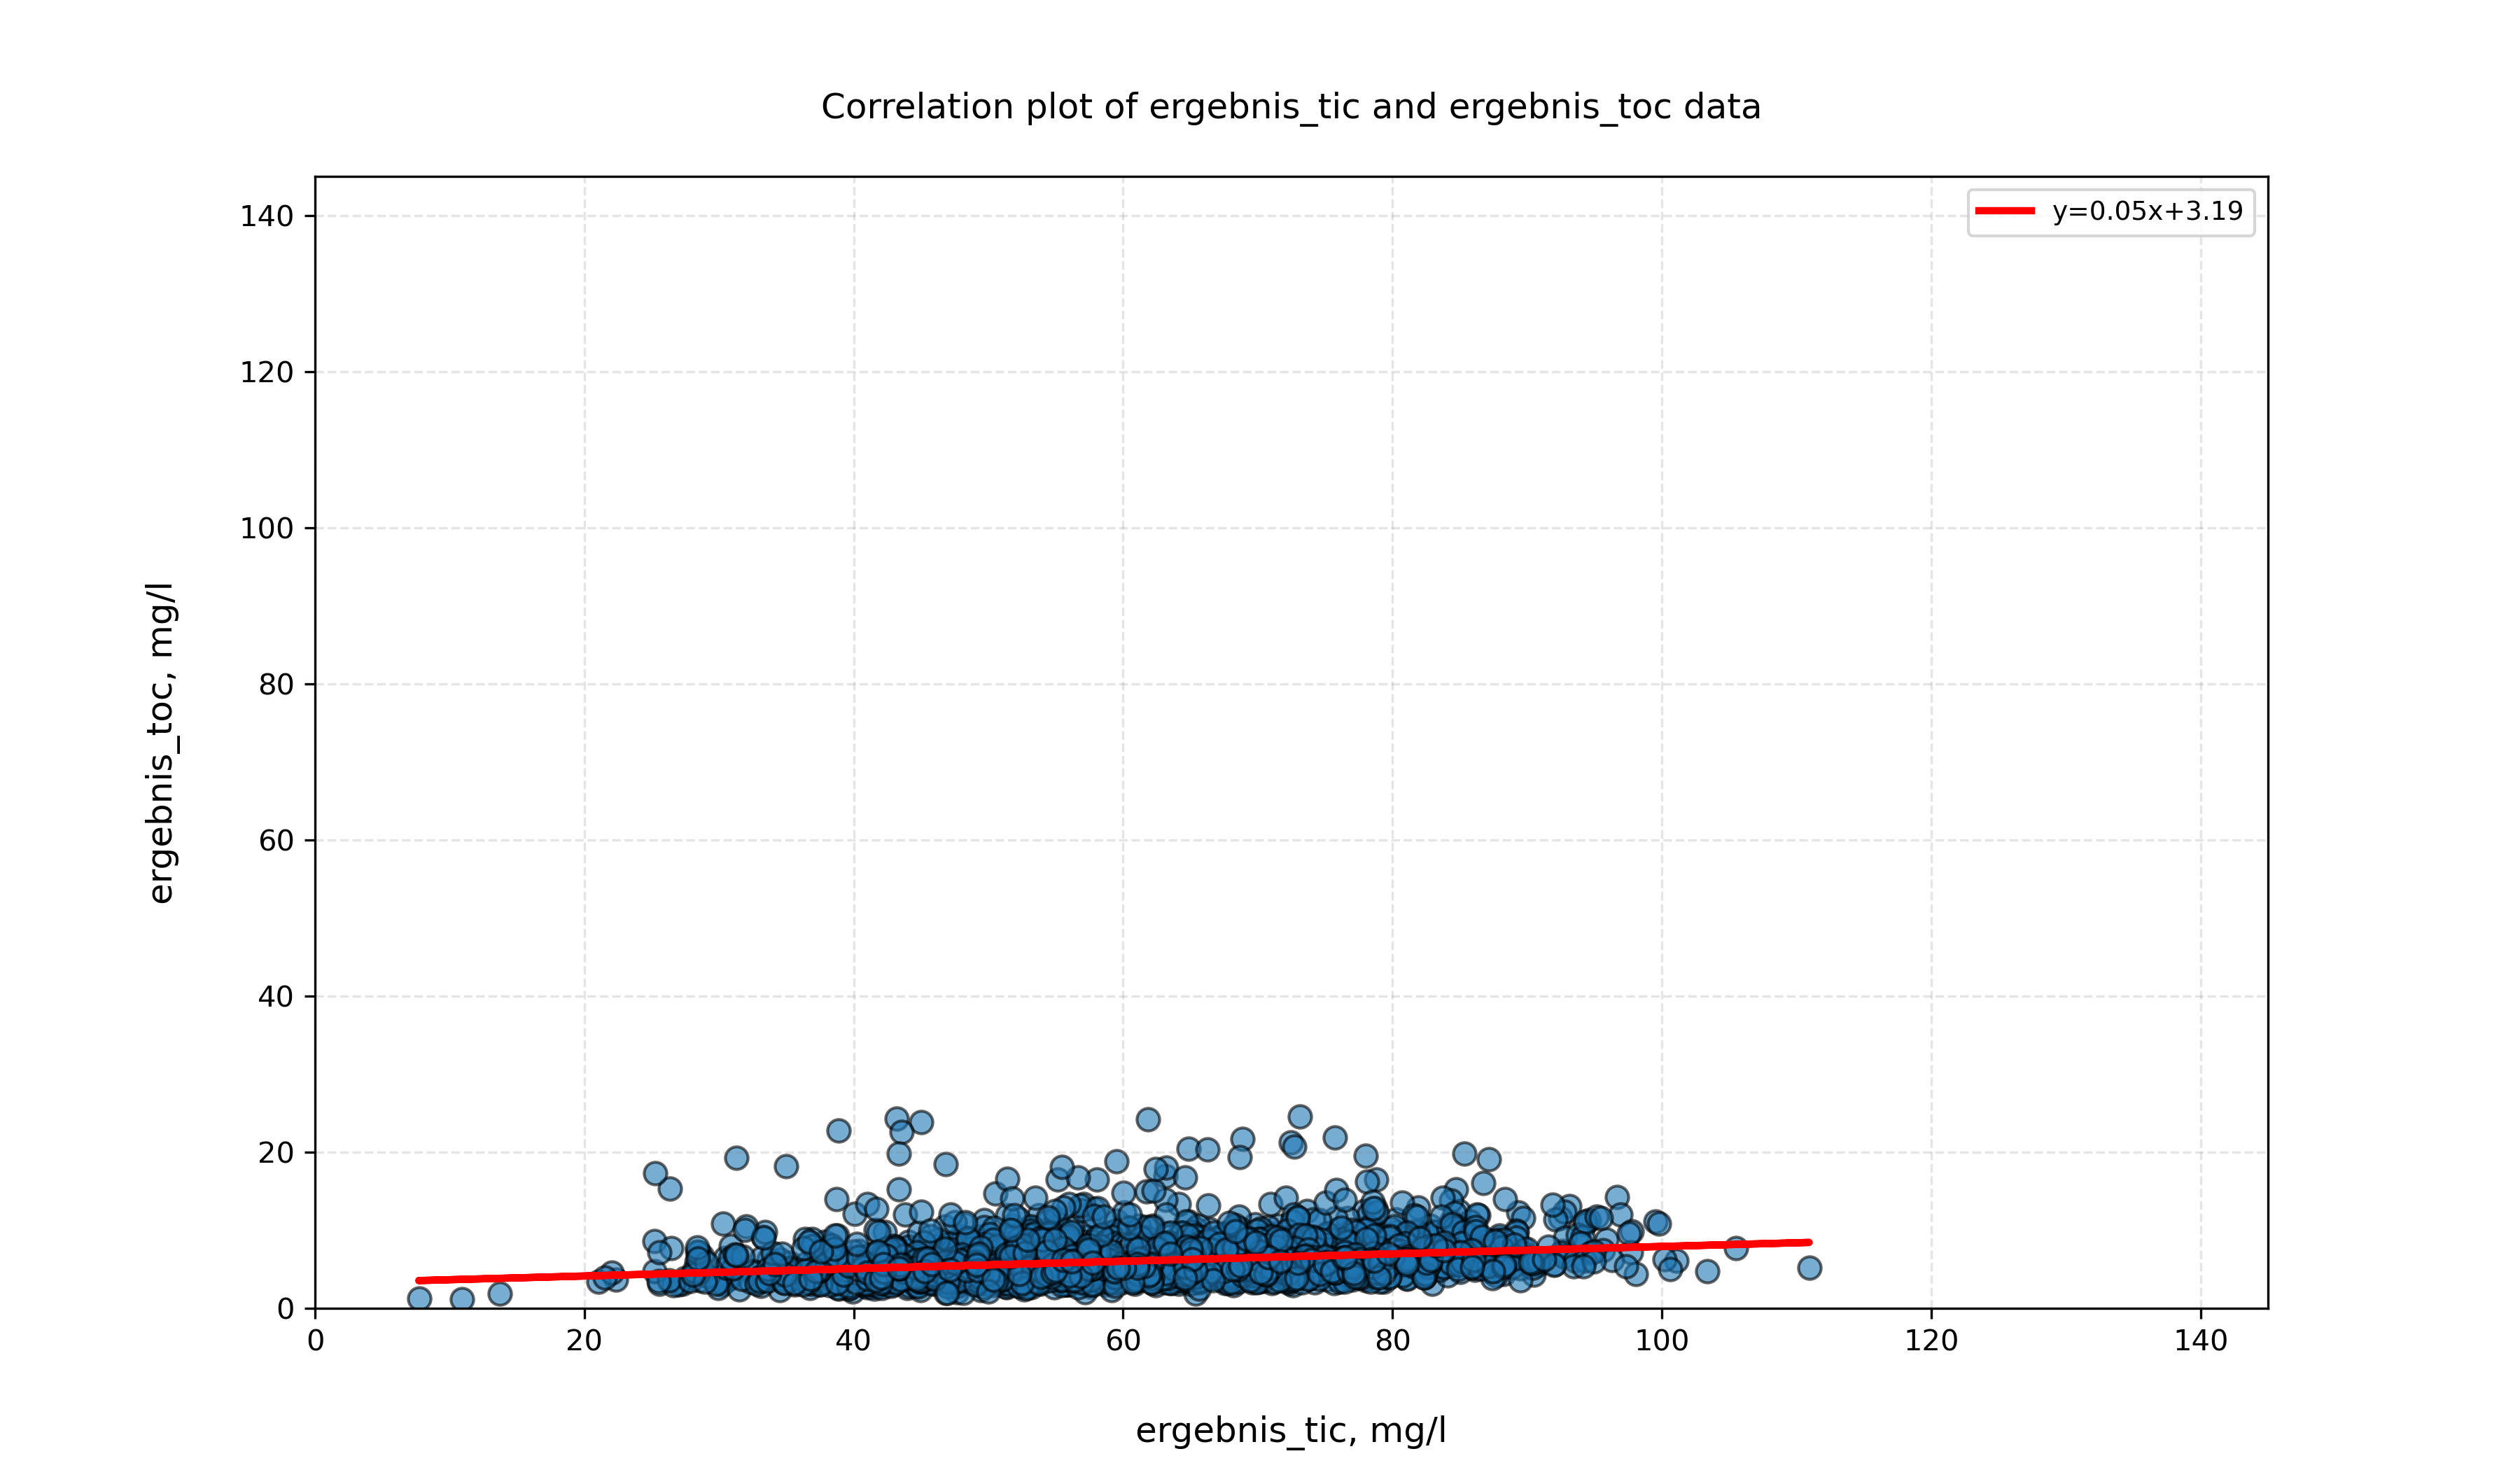 Correlation plot of ergebnis_tic and ergebnis_toc data
y=0.05x+3.19
140
120
100
80
60
40
20
0
ergebnis_toc, mg/l
0 20 40 60 80 100 120 140
ergebnis_tic, mg/l